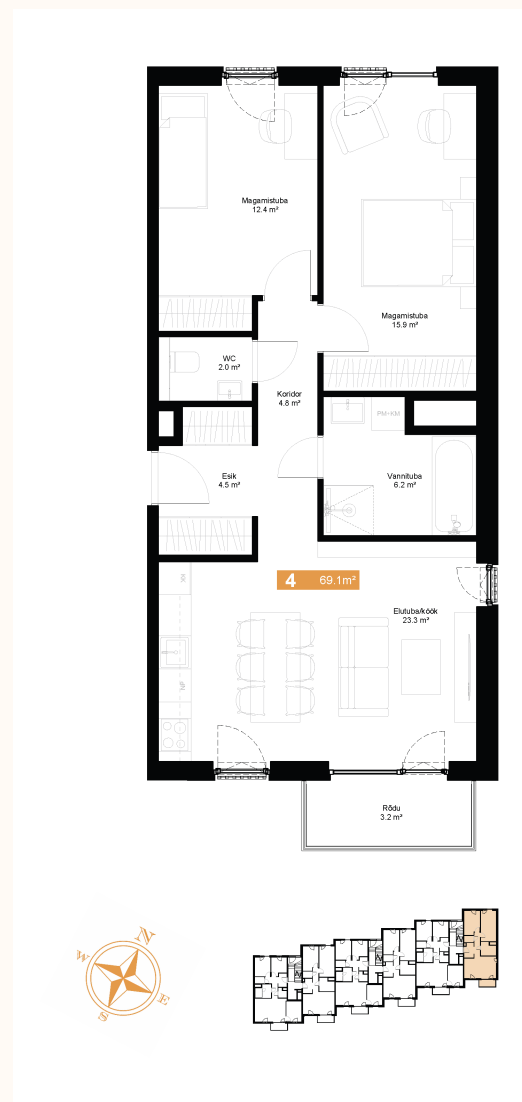 Magamistuba
12.4 m²
Magamistuba
15.9 m²
WC
2.0 m²
Koridor
4.8 m²
PM+KM
Esik
4.5 m²
Vannituba
6.2 m²
4 69.1m²
KK
Elutuba/köök
23.3 m²
NP
Rõdu
3.2 m²
N
W
E
S